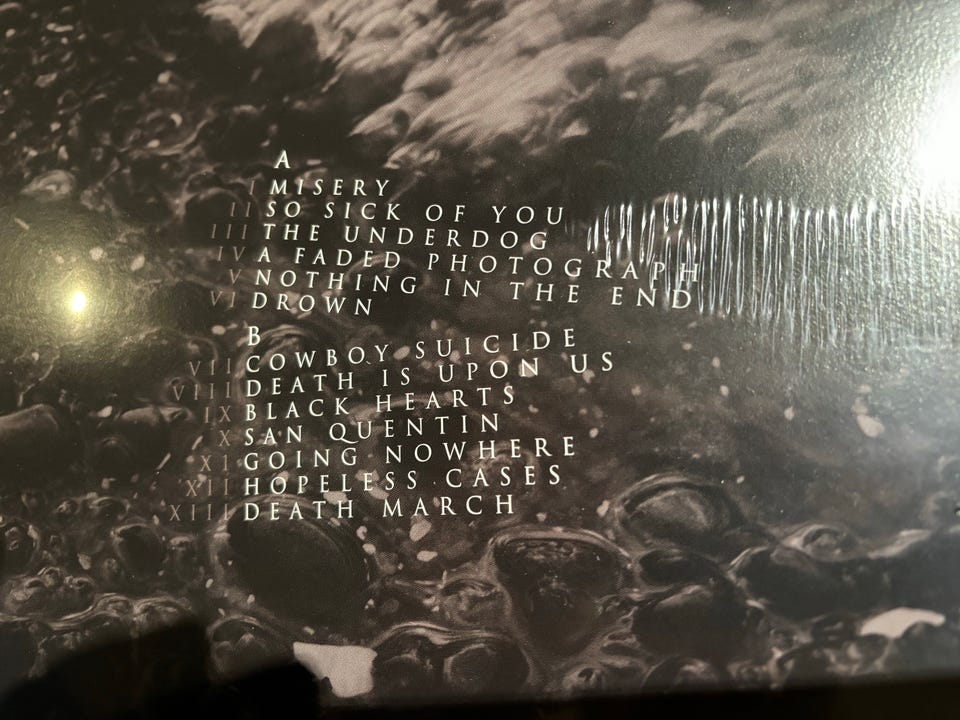 A
I MISERY
II SO SICK OF YOU
III THE UNDERDOG
IV A FADED PHOTOGRAPH
V NOTHING IN THE END
VI DROWN
B
VII COWBOY SUICIDE
VIII DEATH IS UPON US
IX BLACK HEARTS
X SAN QUENTIN
XI GOING NOWHERE
XII HOPELESS CASES
XIII DEATH MARCH